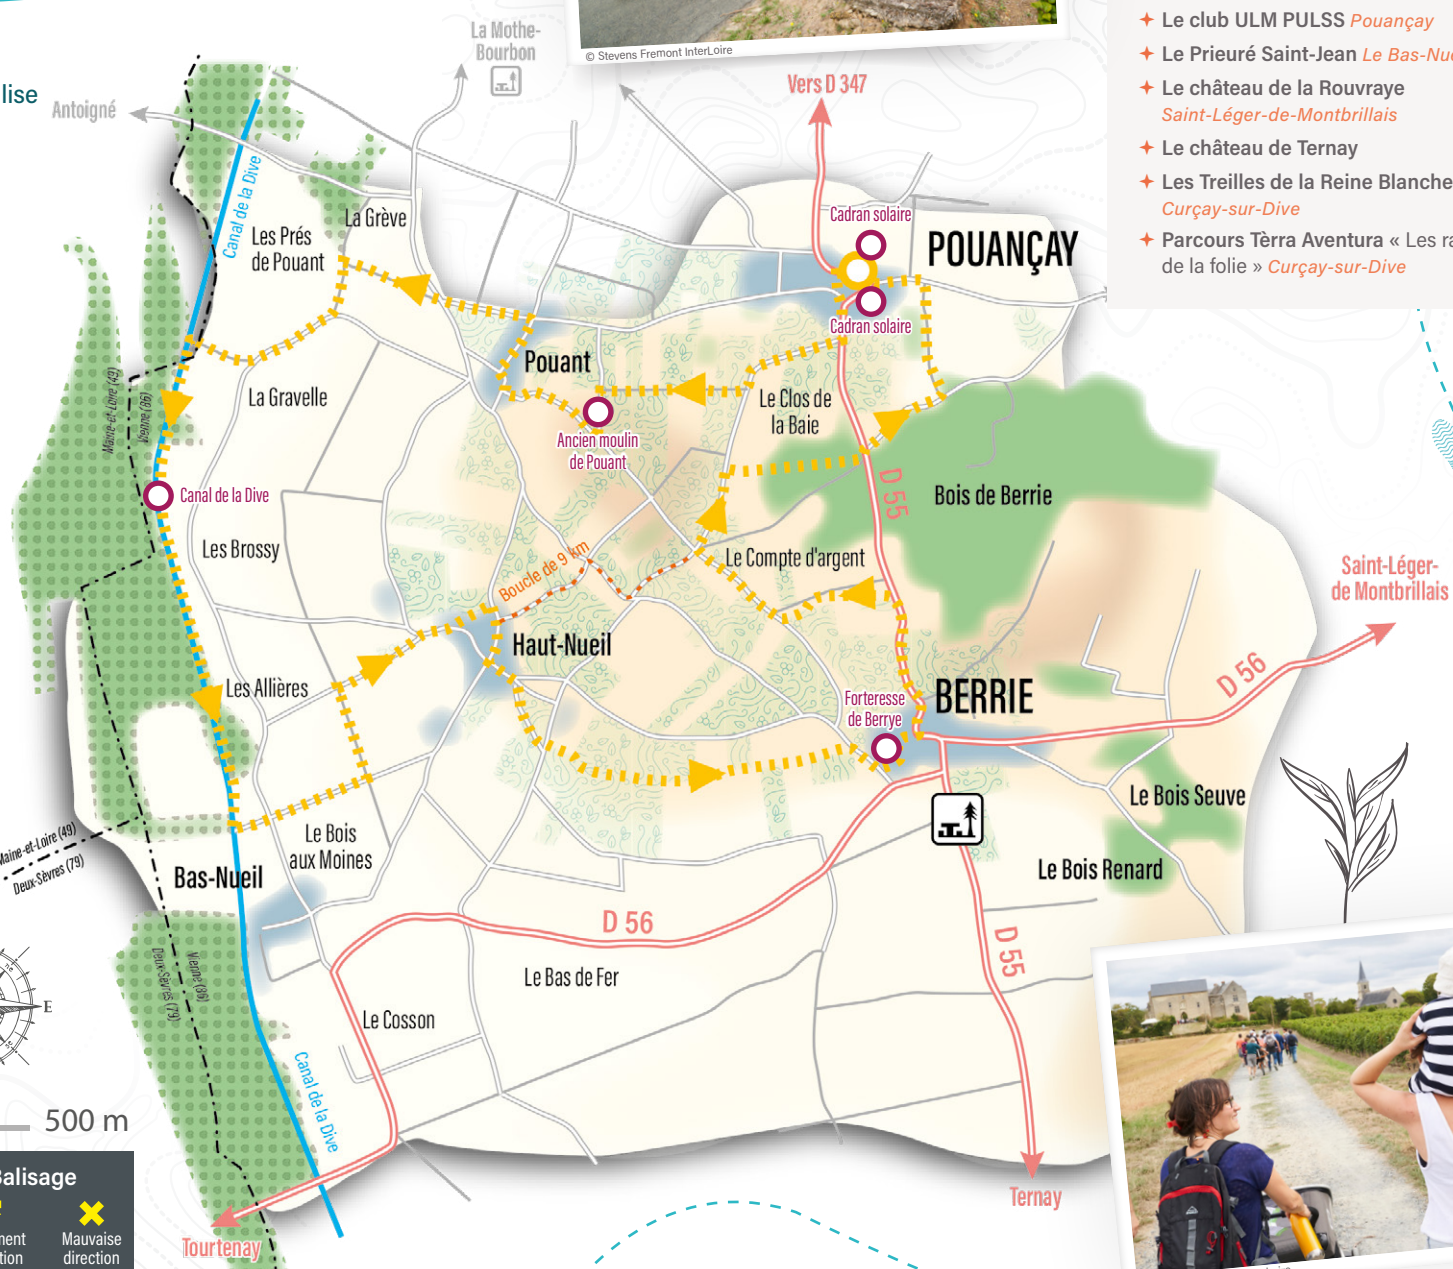 © Stevens Fremont InterLoire
Le club ULM PULSS Pouançay
Le Prieuré Saint-Jean Le Bas-Nue
Le château de la Rouvraye
Saint-Léger-de-Montbrillais
Le château de Ternay
Les Treilles de la Reine Blanche
Curçay-sur-Dive
Parcours Tèrra Aventura « Les ra
de la folie » Curçay-sur-Dive
lise
Antoigné
La Mothe-
Bourbon
Vers D 347
Canal de la Dive
Les Prés
de Pouant
La Grève
Cadran solaire
POUANÇAY
Cadran solaire
Pouant
La Gravelle
Le Clos de
la Baie
Maine-et-Loire (49)
Vienne (86)
Ancien moulin
de Pouant
Canal de la Dive
D 55
Bois de Berrie
Les Brossy
Boucle de 9 km
Le Compte d'argent
Saint-Léger-
de Montbrillais
Haut-Nueil
Les Allières
Forteresse
de Berrye
BERRIE
D 56
Le Bois Seuve
Le Bois
aux Moines
Maine-et-Loire (49)
Deux-Sèvres (79)
Bas-Nueil
Le Bois Renard
D 56
D 55
Deux-Sèvres (79)
Vienne (86)
Le Bas de Fer
E
Le Cosson
Canal de la Dive
500 m
Balisage
Mauvaise
direction
ment
tion
Ternay
Tourtenay